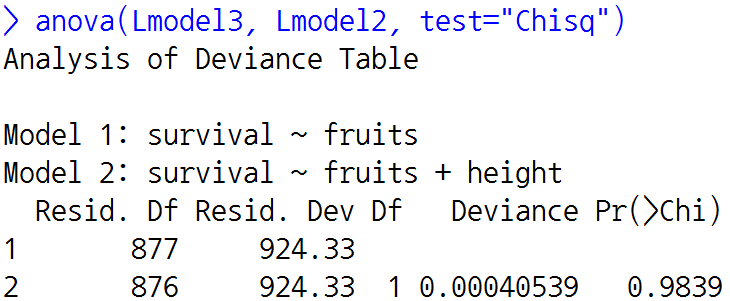 > anova(Lmodel3, Lmodel2, test="Chisq")
Analysis of Deviance Table
Model 1: survival ~ fruits
Model 2: survival ~ fruits + height
  Resid. Df Resid. Dev Df   Deviance Pr(>Chi)
1       877     924.33
2       876     924.33  1 0.00040539   0.9839